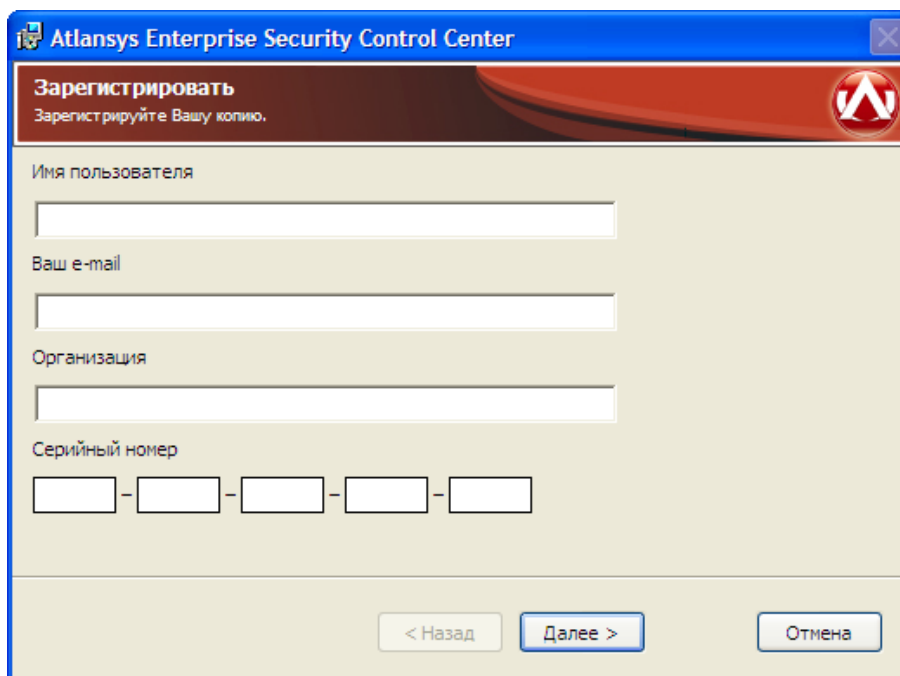 Atlansys Enterprise Security Control Center
Зарегистрировать
Зарегистрируйте Вашу копию.
Имя пользователя
Ваш e-mail
Организация
Серийный номер
– – – –
< Назад Далее > Отмена